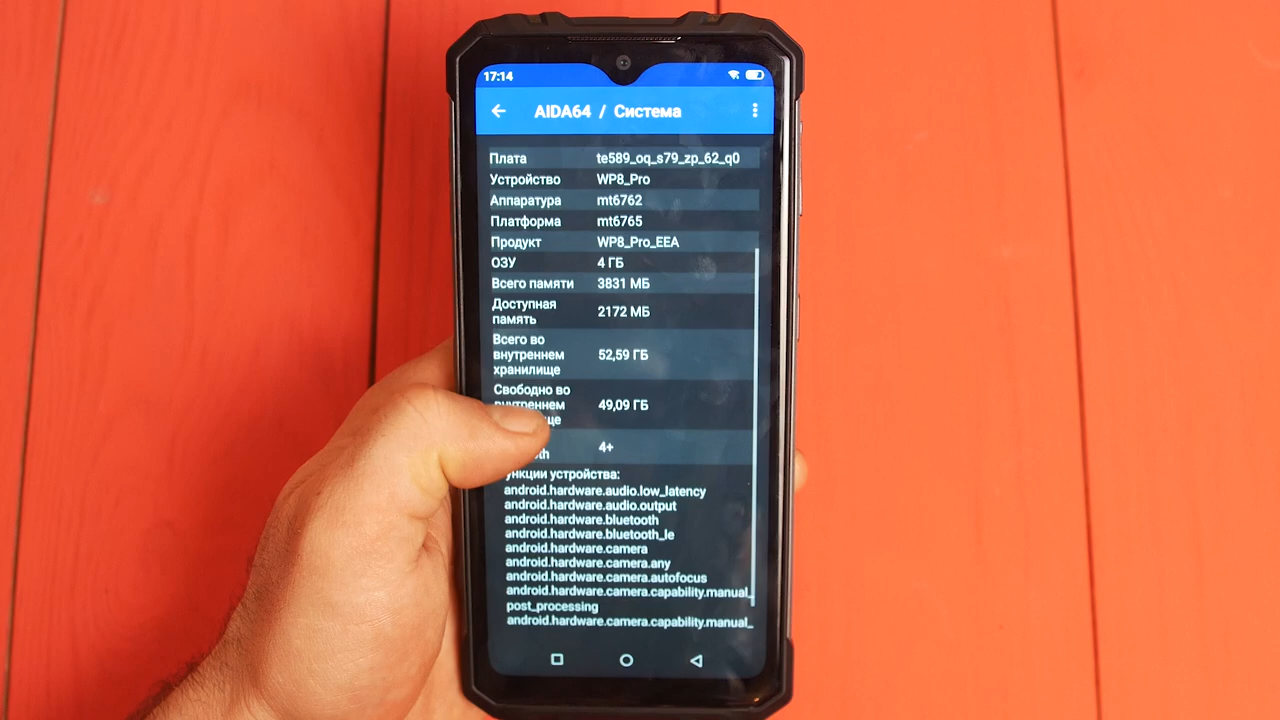 17:14
AIDA64 / Система
Плата te589_oq_s79_zp_62_q0
Устройство WP8_Pro
Аппаратура mt6762
Платформа mt6765
Продукт WP8_Pro_EEA
ОЗУ 4 ГБ
Всего памяти 3831 МБ
Доступная
память 2172 МБ
Всего во
внутреннем 52,59 ГБ
хранилище
Свободно во
внутреннем 49,09 ГБ
4+
устройства:
android.hardware.audio.low_latency
android.hardware.audio.output
android.hardware.bluetooth
android.hardware.bluetooth_le
android.hardware.camera
android.hardware.camera.any
android.hardware.camera.autofocus
android.hardware.camera.capability.manual_
post_processing
android.hardware.camera.capability.manual_